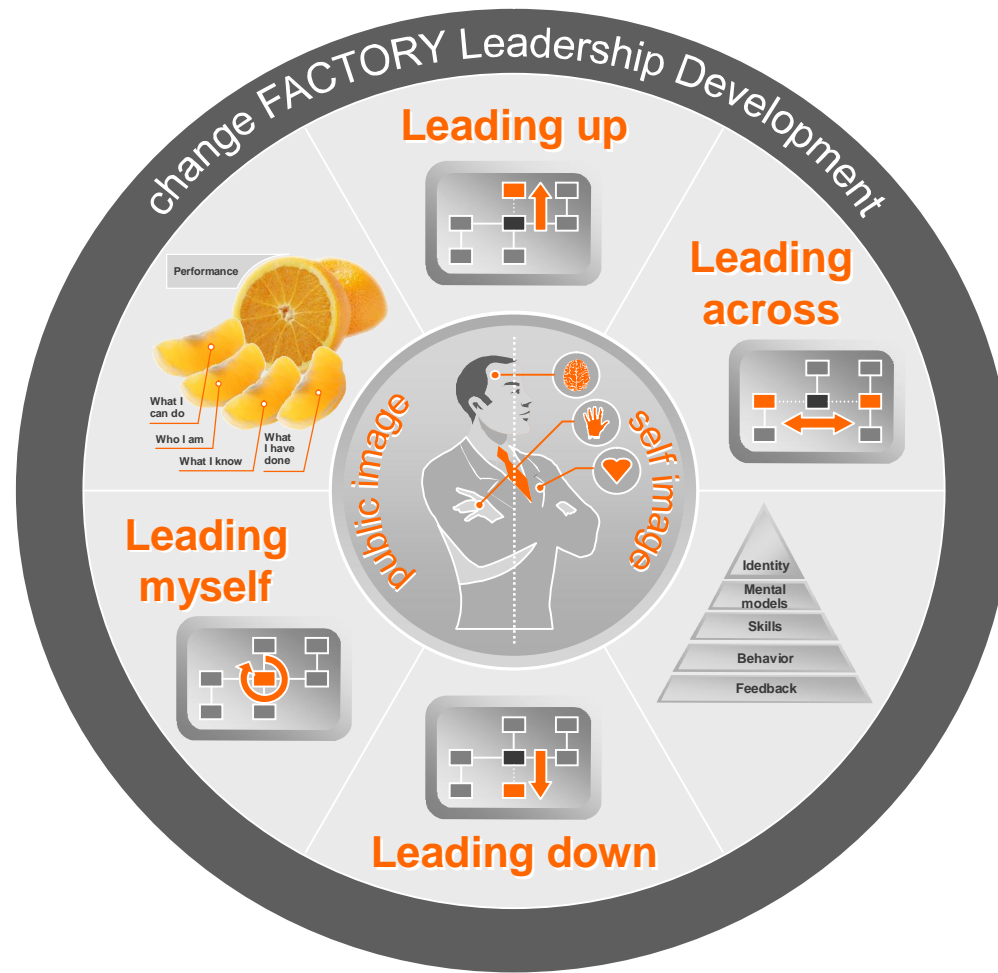 change FACTORY Leadership Development
Leading up
Leading
across
Performance
What I
can do
Who I am
What I know
What
I have
done
public image
self image
Leading
myself
Identity
Mental
models
Skills
Behavior
Feedback
Leading down